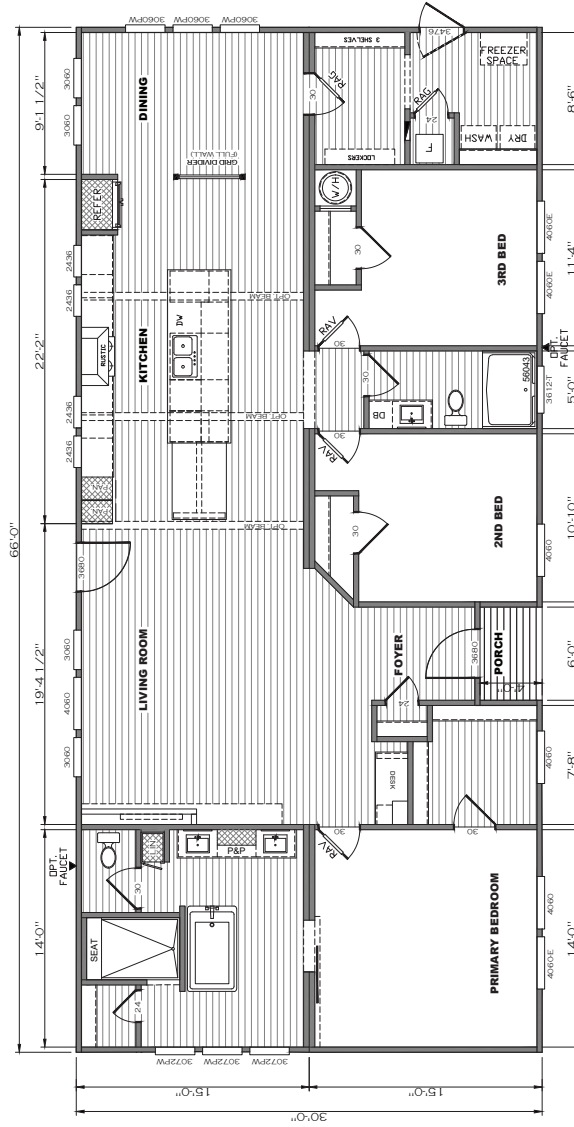 66'-0"
14'-0"
19'-4 1/2"
22'-2"
9'-1 1/2"
OPT.
FAUCET
3060
4060
3060
3680
2436
2436
2436
2436
3060
3060
SEAT
24
30
LIN
P&P
3072PW
3072PW
3072PW
LIVING ROOM
OPT. BEAM
KITCHEN
OPT. BEAM
RUSTIC
DW
OPT. BEAM
REFER
GRID DIVIDER
(FULL WALL)
DINING
3060PW
3060PW
3060PW
15'-0"
15'-0"
30'-0"
PRIMARY BEDROOM
RAV
30
30
DESK
24
FOYER
3680
PORCH
4'-0"
30
2ND BED
RAV
30
DB
30
56043
RAV
30
30
W/H
3RD BED
RAG
30
LOCKERS
3 SHELVES
RAG
24
F
WASH
DRY
FREEZER
SPACE
3476
4060E
4060
4060
4060
3612-T
OPT.
FAUCET
4060E
4060E
14'-0"
7'-8"
6'-0"
10'-10"
5'-0"
11'-4"
8'-6"